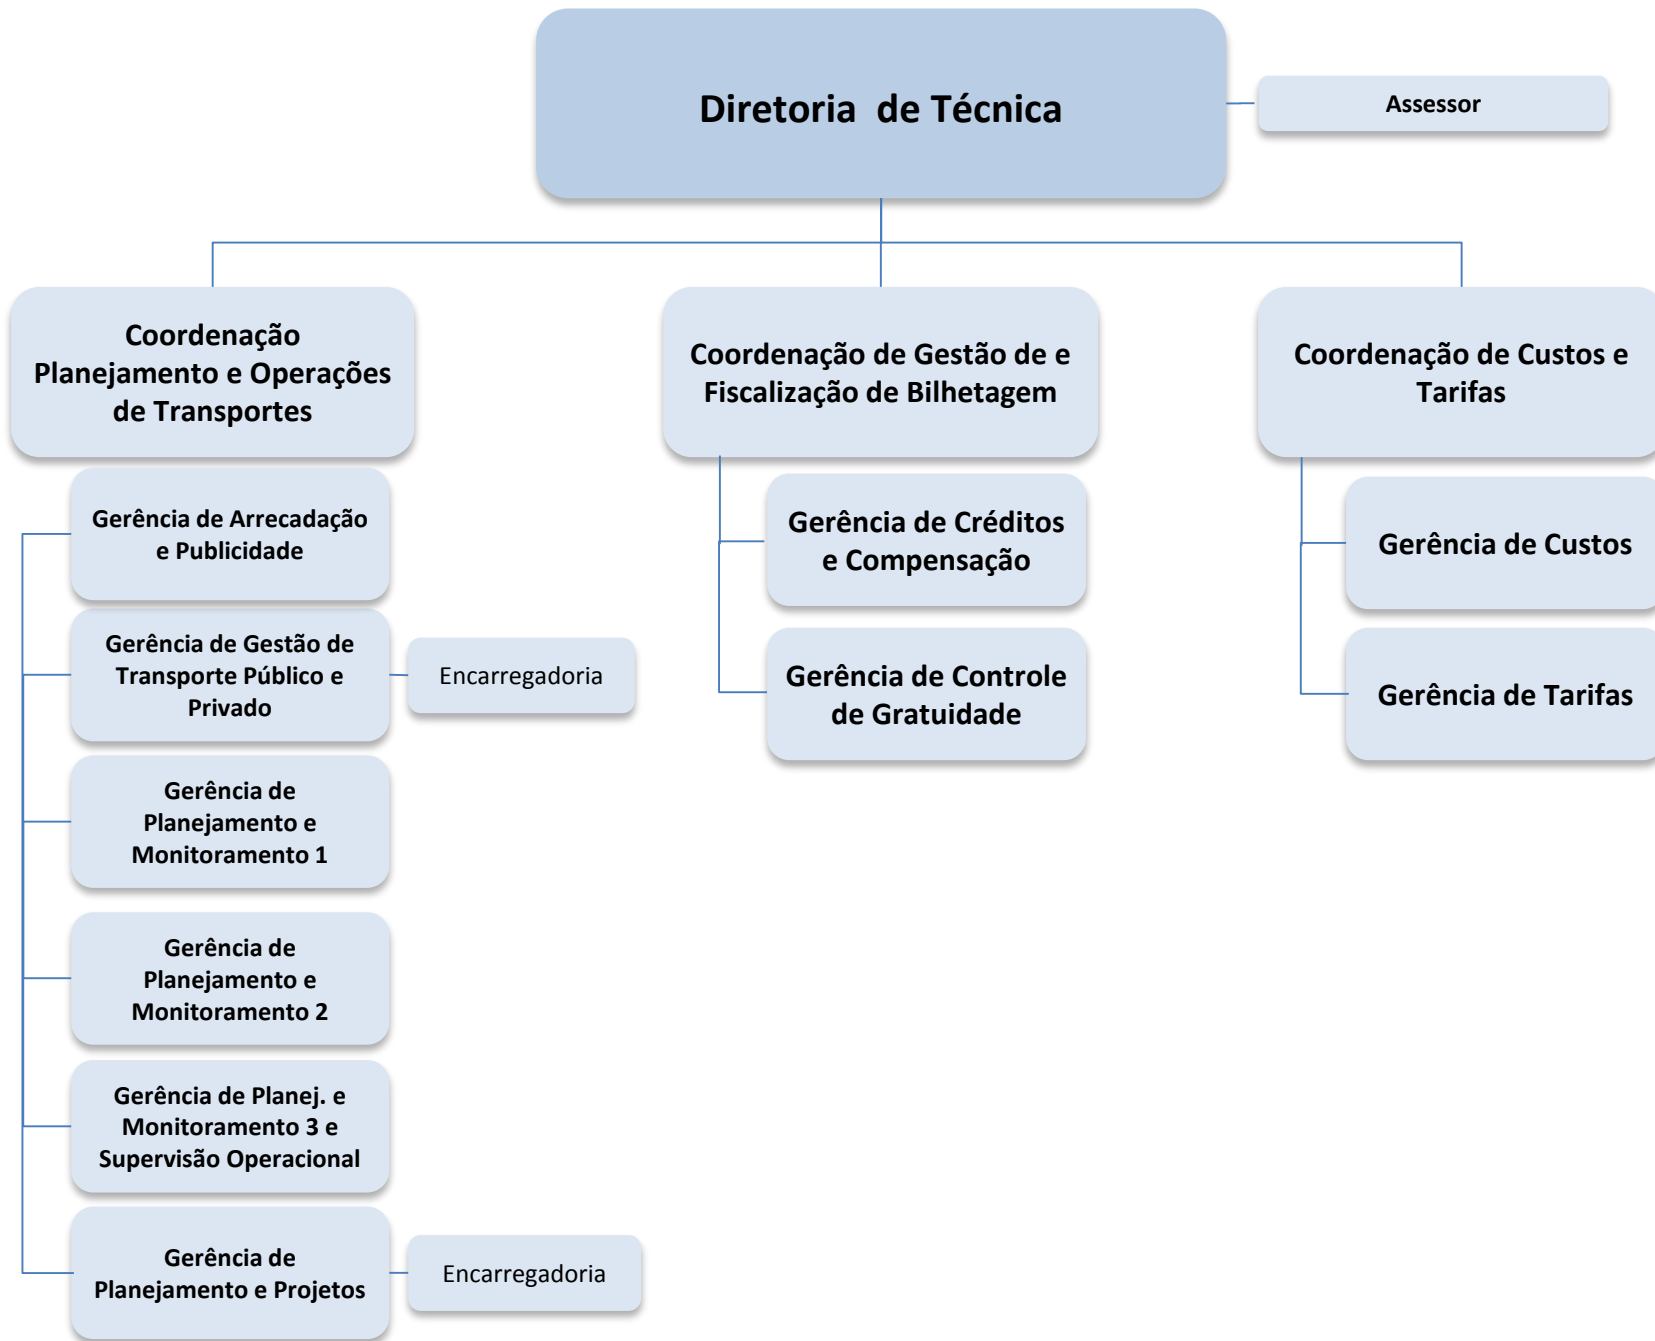 Diretoria  de Técnica
Assessor
Coordenação
Planejamento e Operações
de Transportes
Coordenação de Gestão de e
Fiscalização de Bilhetagem
Coordenação de Custos e
Tarifas
Gerência de Arrecadação
e Publicidade
Gerência de Gestão de
Transporte Público e
Privado
Encarregadoria
Gerência de
Planejamento e
Monitoramento 1
Gerência de
Planejamento e
Monitoramento 2
Gerência de Planej. e
Monitoramento 3 e
Supervisão Operacional
Gerência de
Planejamento e Projetos
Encarregadoria
Gerência de Créditos
e Compensação
Gerência de Controle
de Gratuidade
Gerência de Custos
Gerência de Tarifas